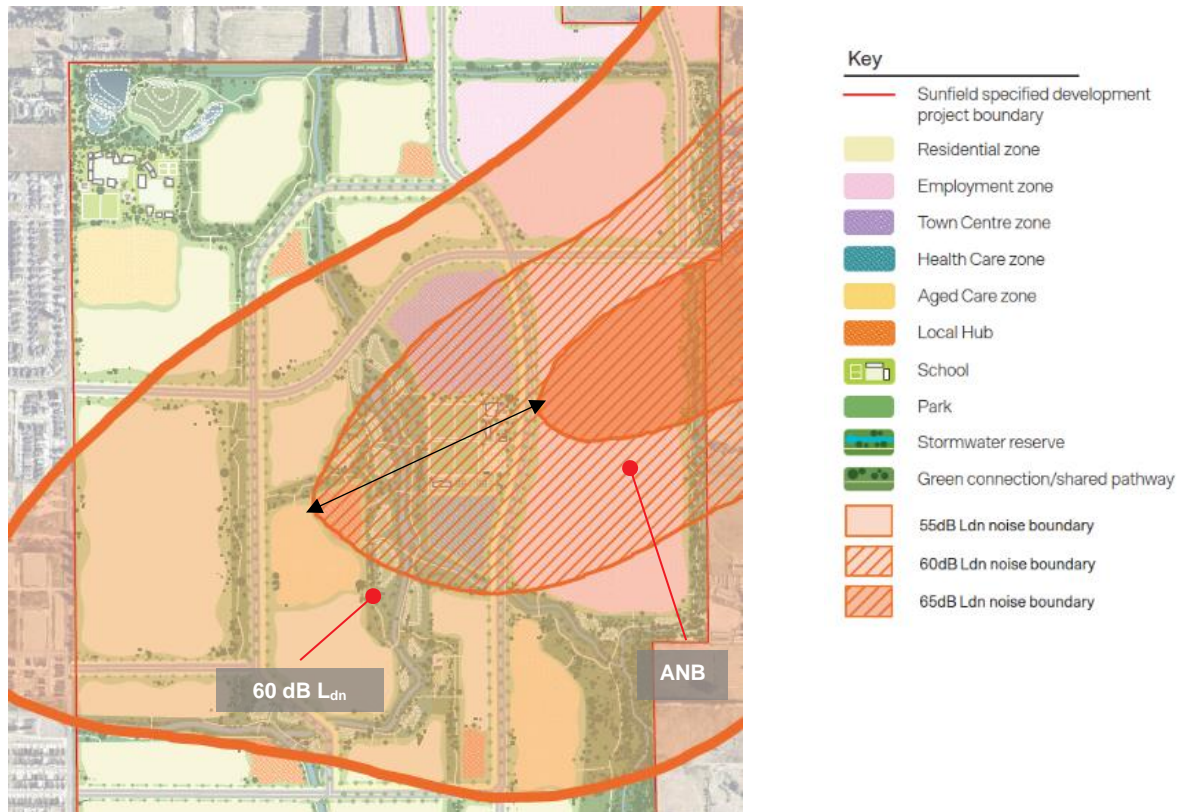 60 dB Ldn
ANB
Key
Sunfield specified development
project boundary
Residential zone
Employment zone
Town Centre zone
Health Care zone
Aged Care zone
Local Hub
School
Park
Stormwater reserve
Green connection/shared pathway
55dB Ldn noise boundary
60dB Ldn noise boundary
65dB Ldn noise boundary